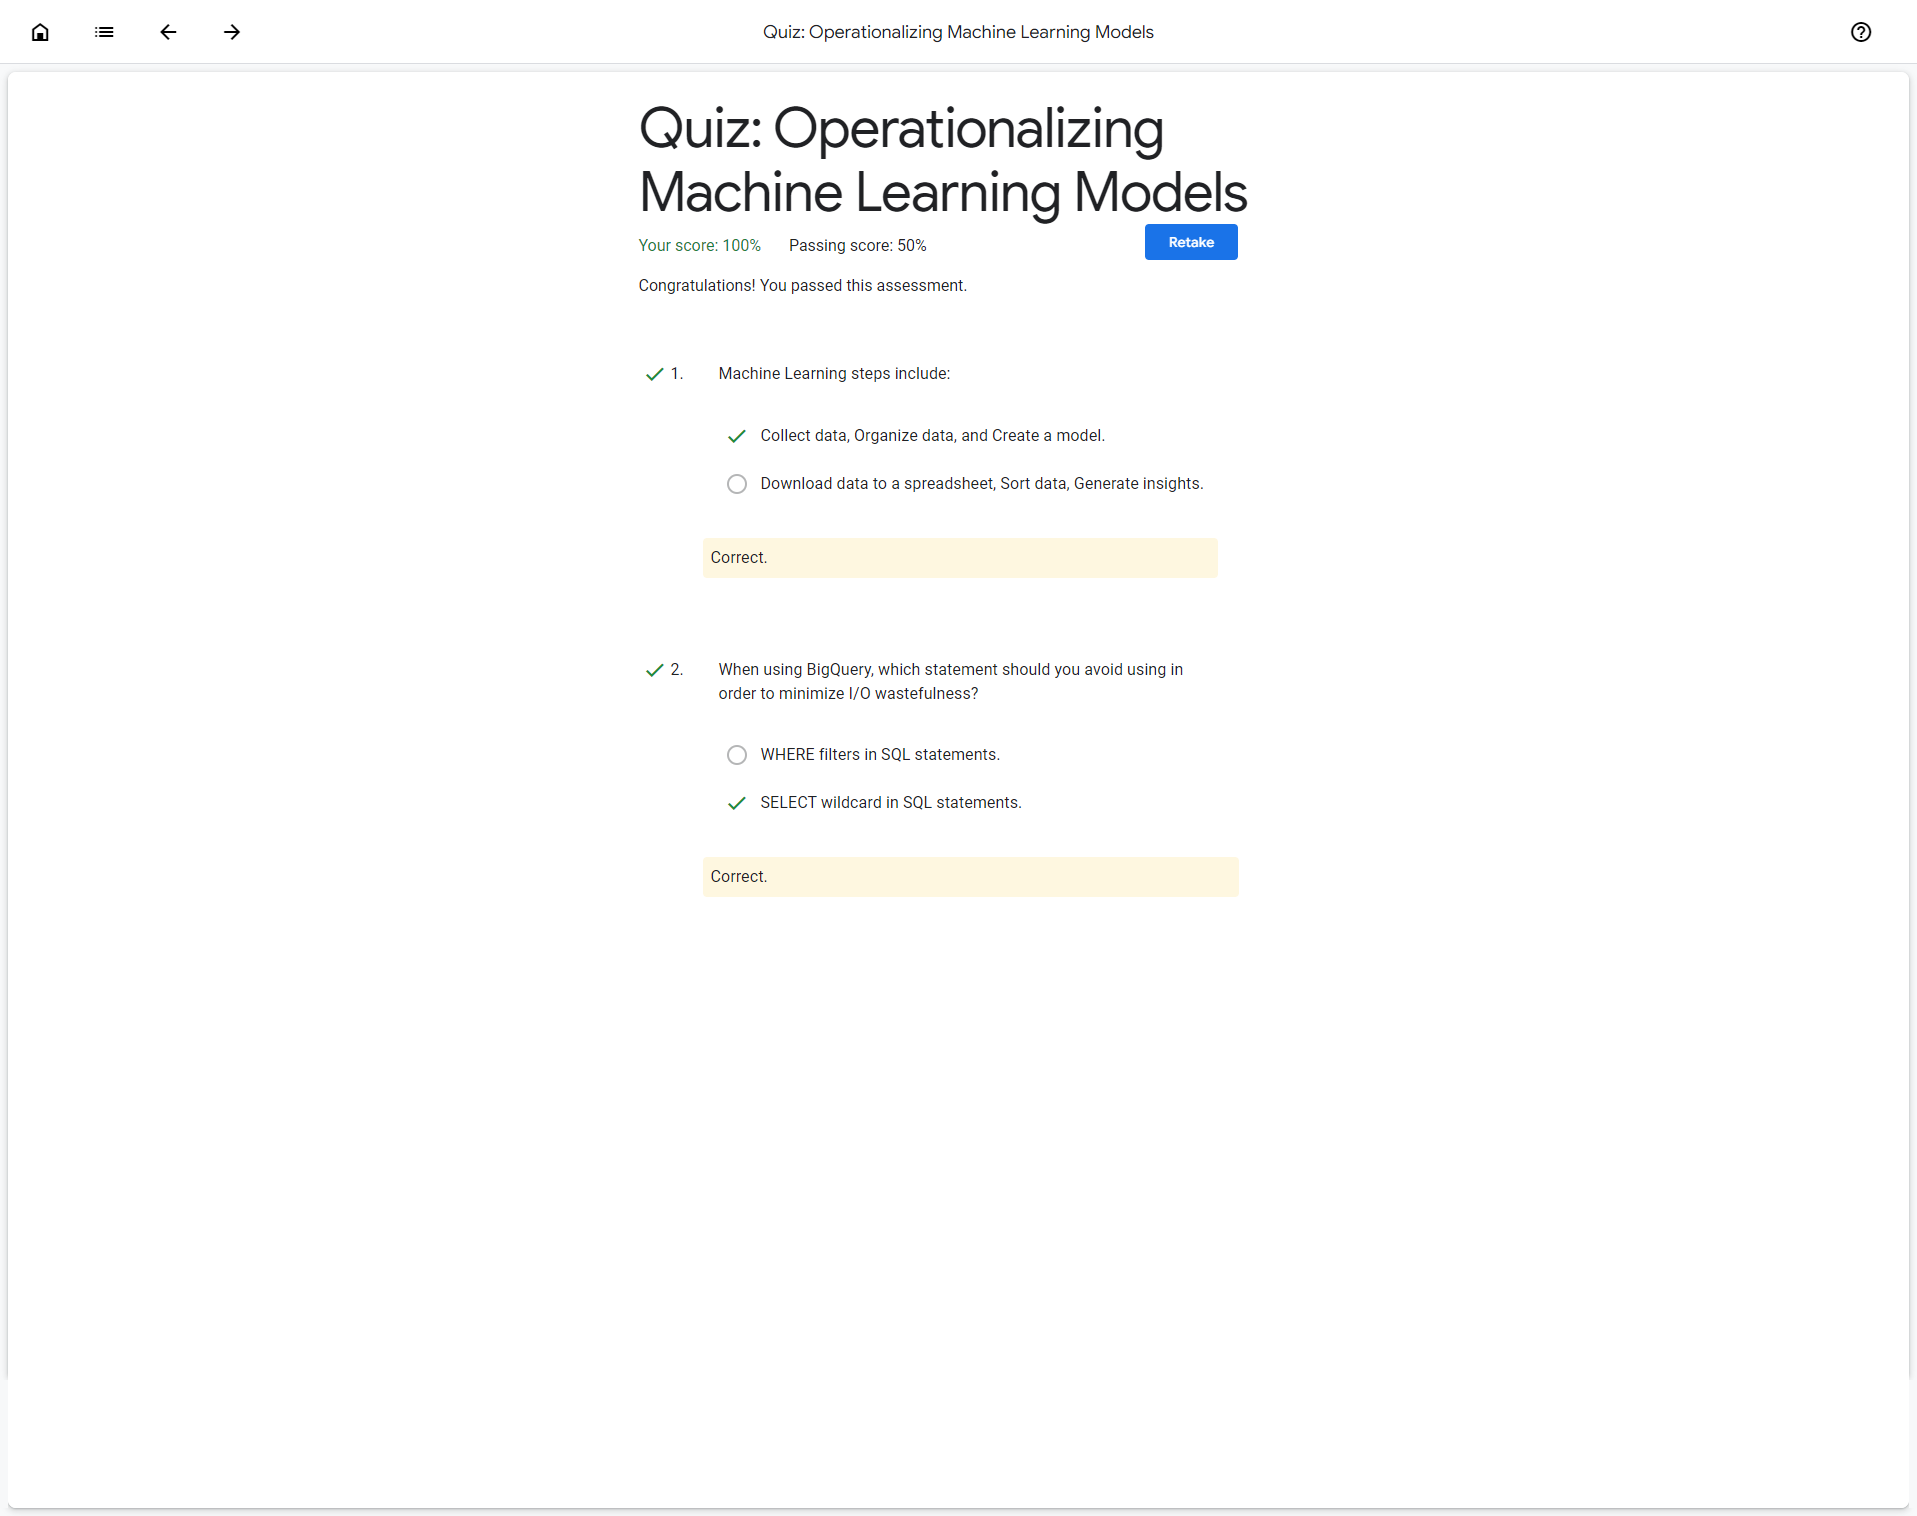 Quiz: Operationalizing Machine Learning Models
Quiz: Operationalizing
Machine Learning Models
Your score: 100% Passing score: 50%
Retake
Congratulations! You passed this assessment.
1. Machine Learning steps include:
Collect data, Organize data, and Create a model.
Download data to a spreadsheet, Sort data, Generate insights.
Correct.
2. When using BigQuery, which statement should you avoid using in
order to minimize I/O wastefulness?
WHERE filters in SQL statements.
SELECT wildcard in SQL statements.
Correct.